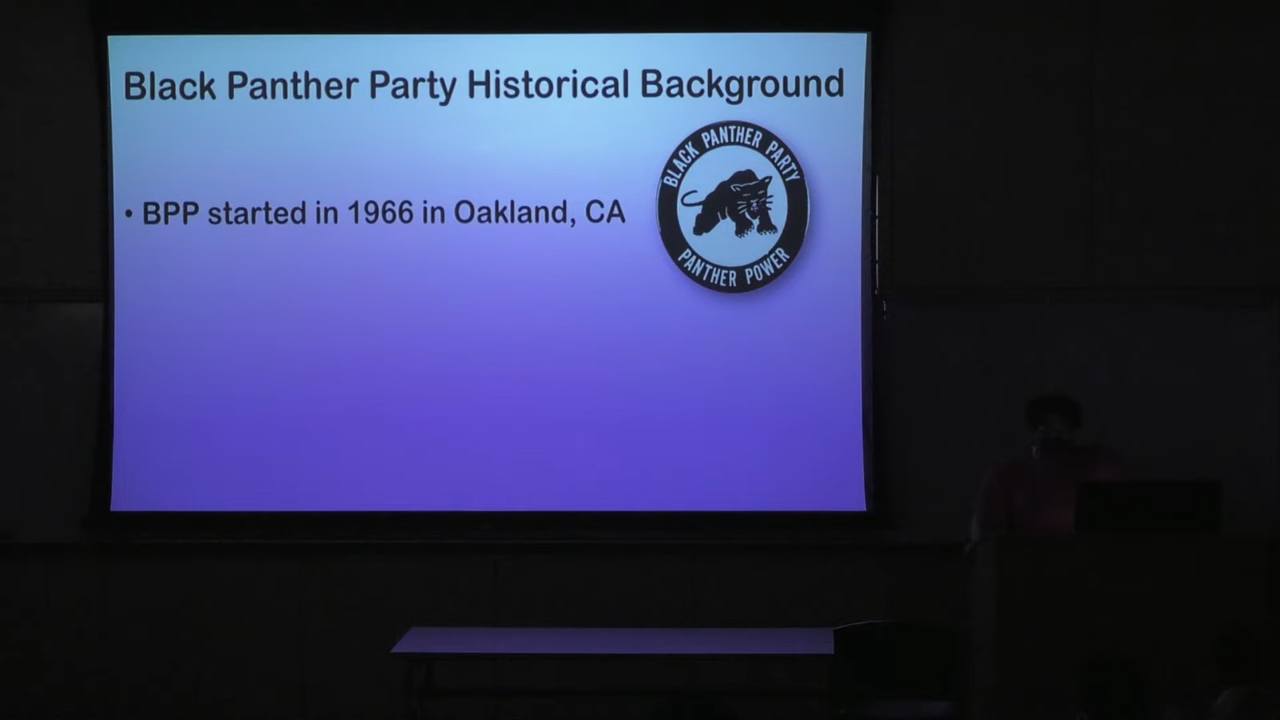 Black Panther Party Historical Background
• BPP started in 1966 in Oakland, CA
BLACK PANTHER PARTY
PANTHER POWER